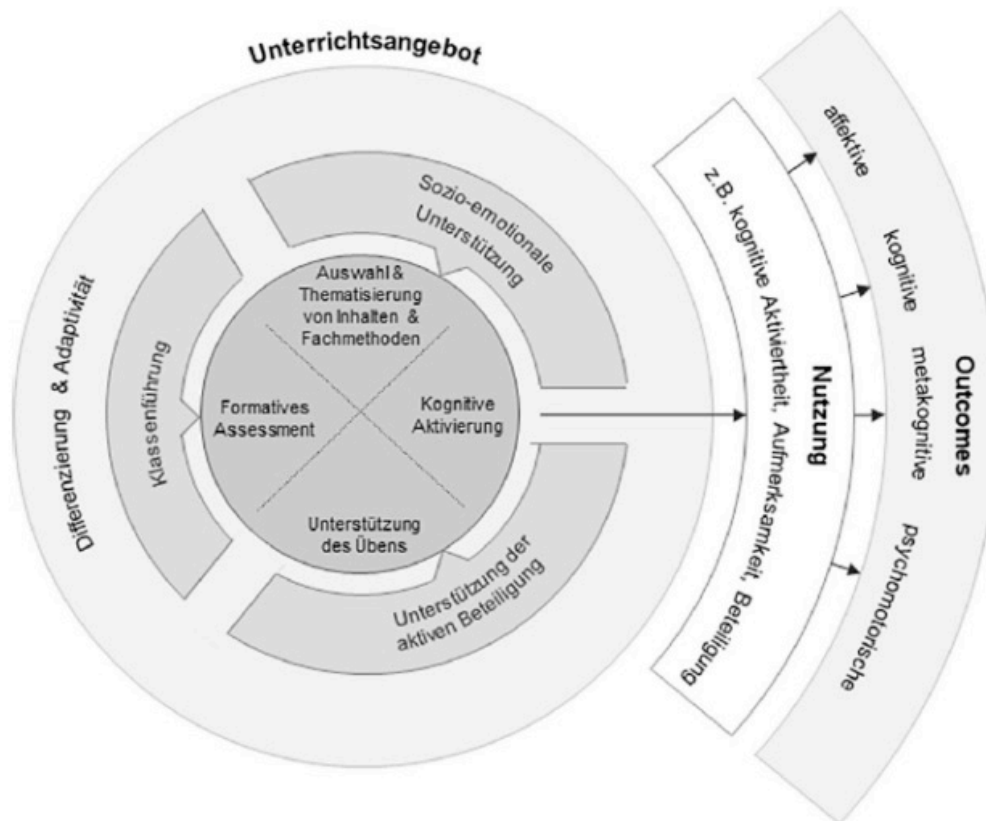 Unterrichtsangebot
Differenzierung & Adaptivität
Klassenführung
Sozio-emotionale
Unterstützung
Auswahl &
Thematisierung
von Inhalten &
Fachmethoden
Formatives
Assessment
Kognitive
Aktivierung
Unterstützung
des Übens
Unterstützung der
aktiven Beteiligung
z.B. kognitive Aktiviertheit, Aufmerksamkeit, Beteiligung
Nutzung
affektive
kognitive
metakognitive
psychomotorische
Outcomes